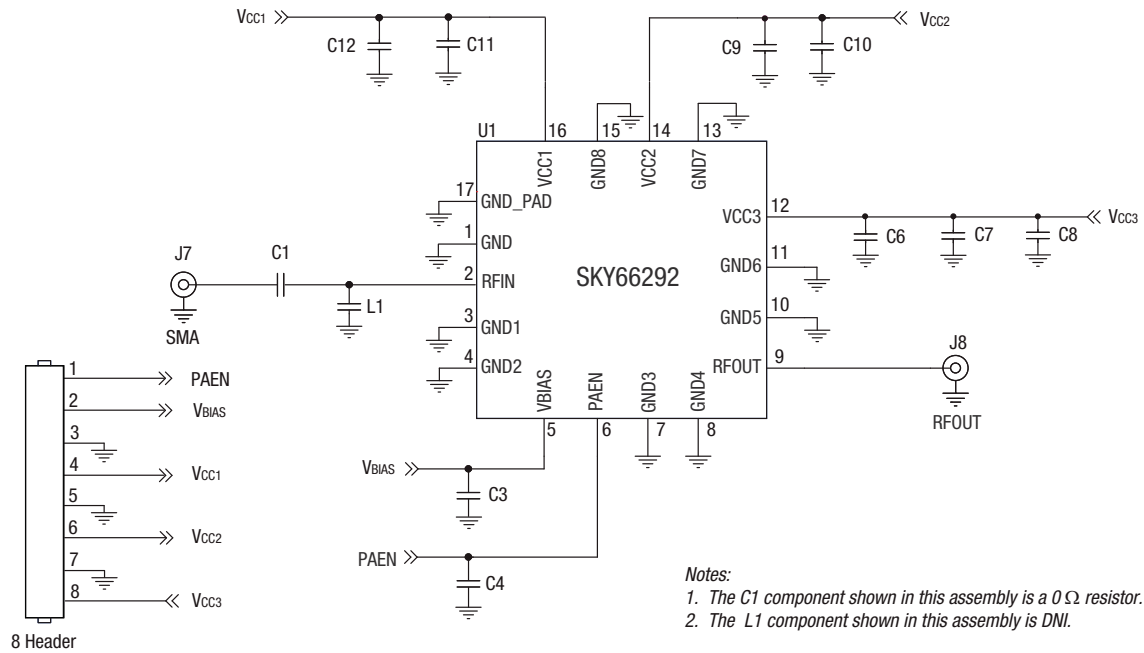 VCC1
VCC2
C12
C11
C9
C10
U1
16
15
14
13
VCC1
GND8
VCC2
GND7
17
GND_PAD
VCC3
12
VCC3
1
GND
C6
C7
C8
J7
C1
2
RFIN
SKY66292
GND6
11
L1
SMA
3
GND1
GND5
10
4
GND2
RFOUT
9
J8
RFOUT
VBIAS
PAEN
GND3
GND4
5
6
7
8
1
PAEN
2
VBIAS
3
4
VCC1
5
6
VCC2
7
8
VCC3
8 Header
VBIAS
C3
PAEN
C4
Notes:
1. The C1 component shown in this assembly is a 0 Ω resistor.
2. The L1 component shown in this assembly is DNI.